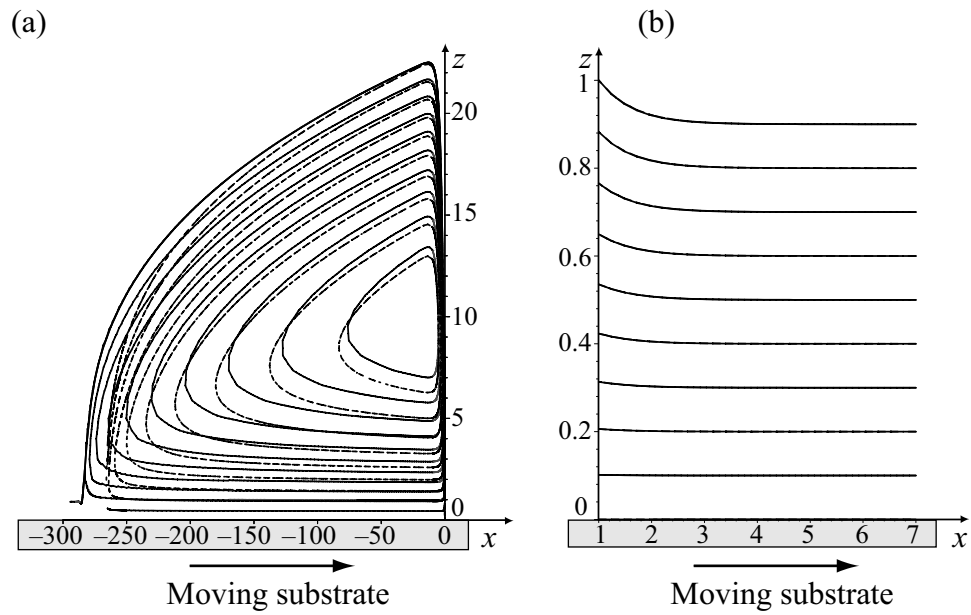 (a)
z
20
15
10
5
0
–300 –250 –200 –150 –100 –50 0 x
Moving substrate
(b)
z
1
0.8
0.6
0.4
0.2
0
1 2 3 4 5 6 7 x
Moving substrate